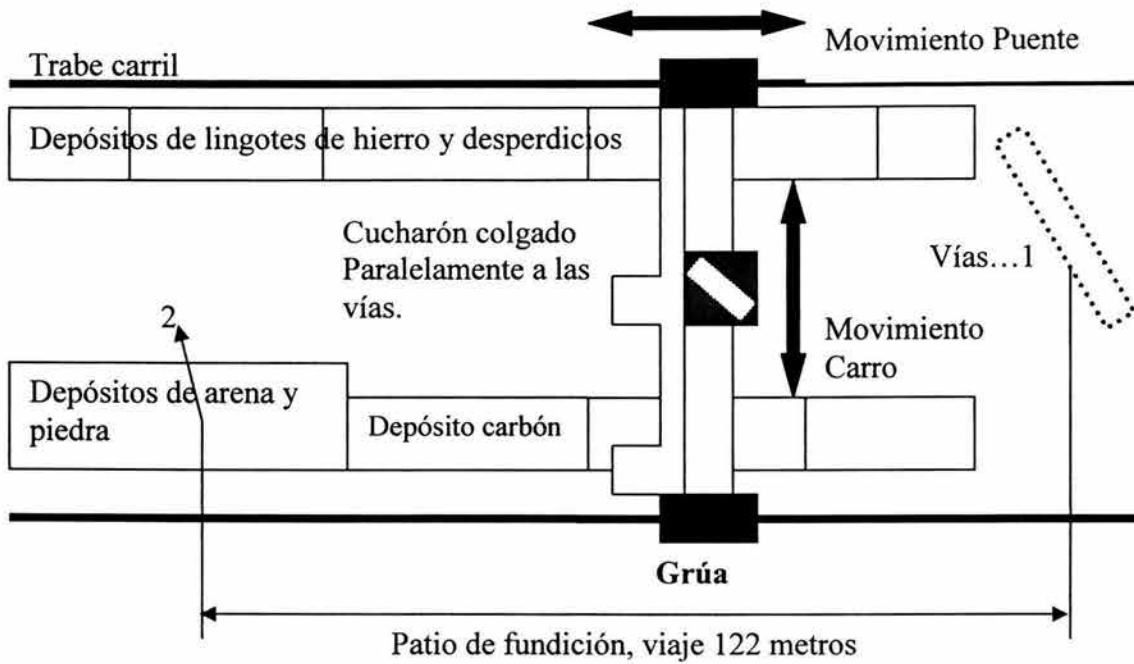 Movimiento Puente
Trabe carril
Depósitos de lingotes de hierro y desperdicios
Cucharón colgado
Paralelamente a las
vías.
Vías...1
2
Movimiento
Carro
Depósitos de arena y
piedra
Depósito carbón
Grúa
Patio de fundición, viaje 122 metros